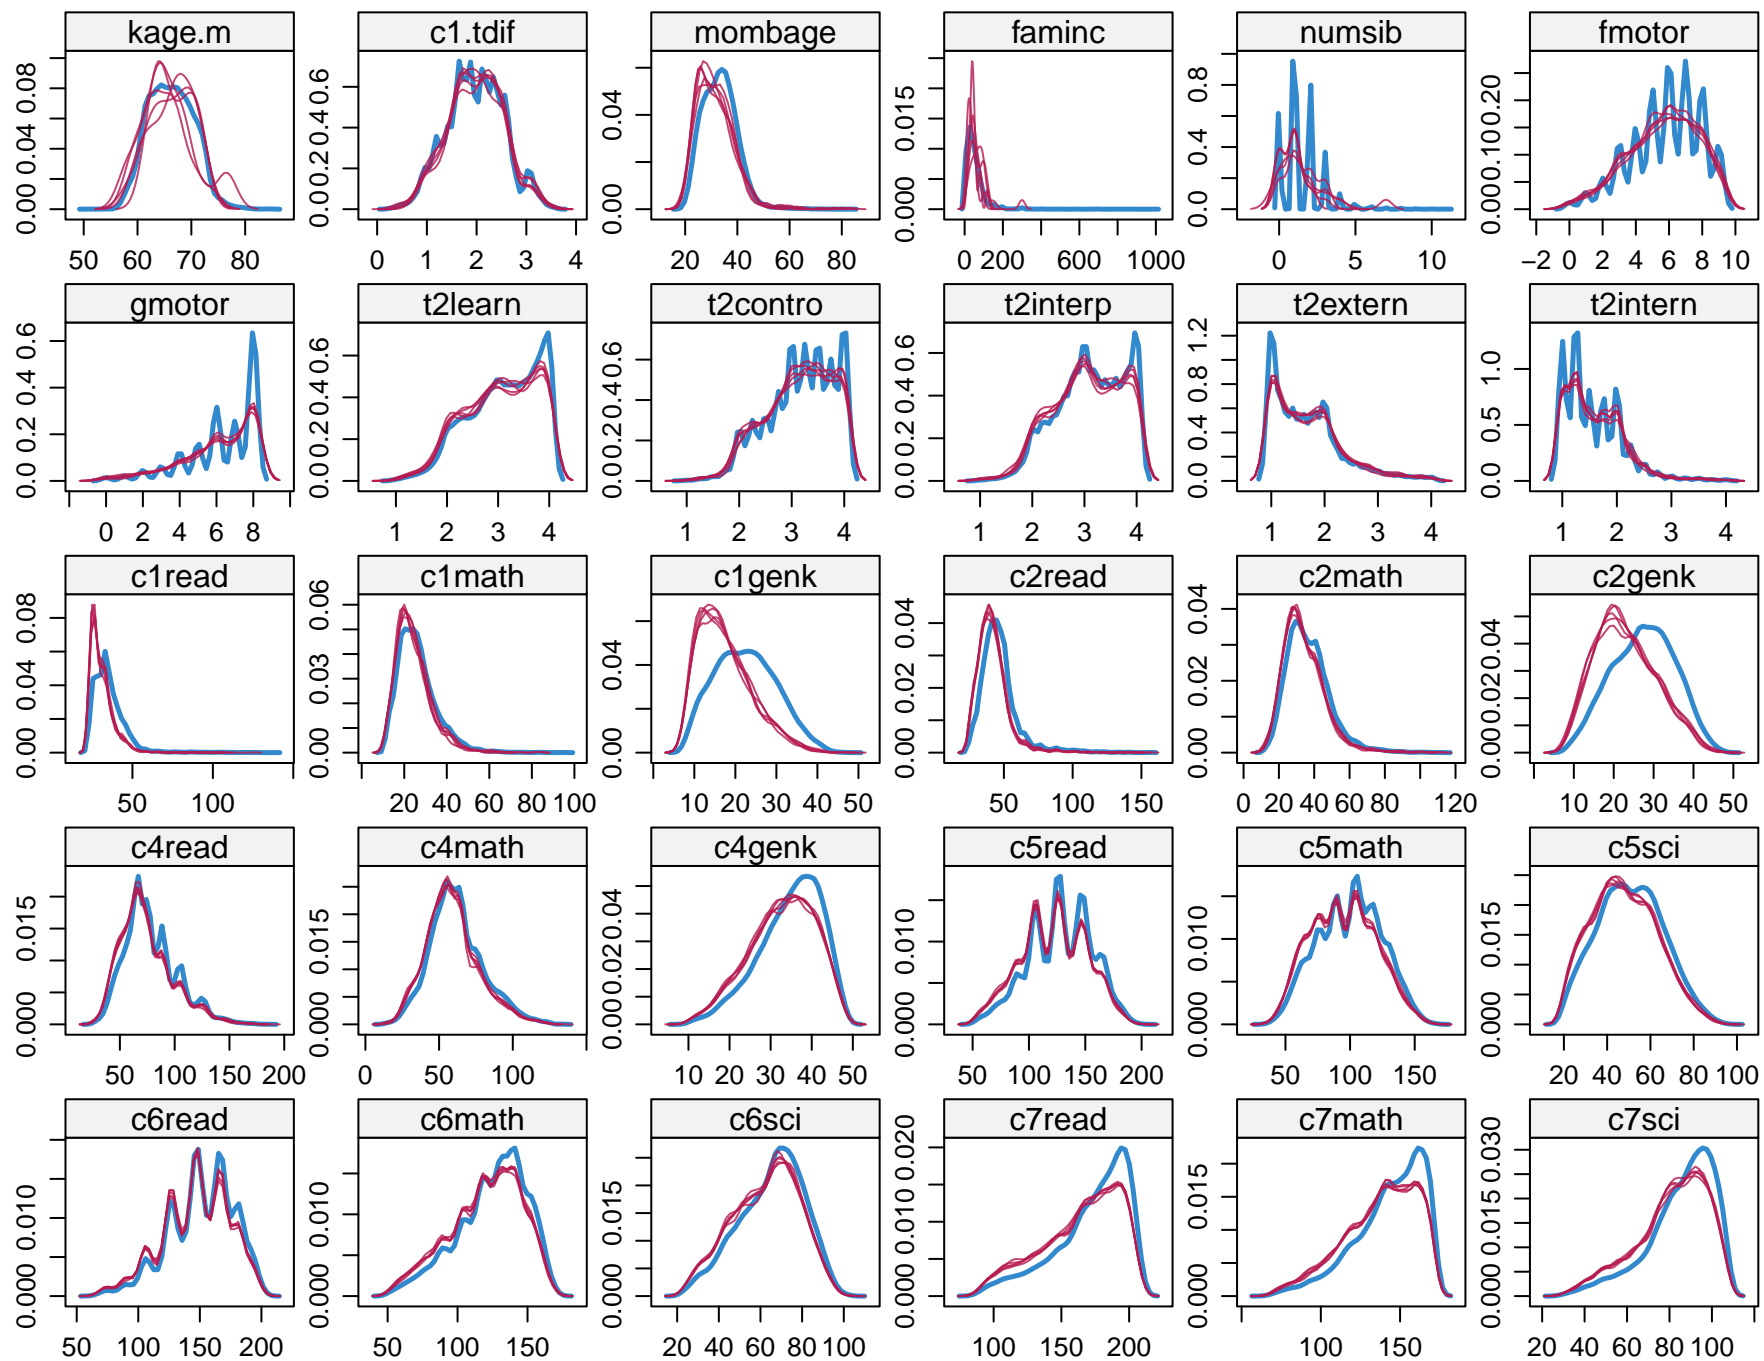 kage.m c1.tdif mombage faminc numsib fmotor
0.00 0.04 0.08
0.0 0.2 0.4 0.6
0.00 0.04
0.000 0.015
0.0 0.4 0.8
0.00 0.10 0.20
50 60 70 80
0 1 2 3 4
20 40 60 80
0 200 600 1000
0 5 10
−2 0 2 4 6 8 10
gmotor t2learn t2contro t2interp t2extern t2intern
0.0 0.2 0.4 0.6
0.0 0.2 0.4 0.6
0.0 0.2 0.4 0.6
0.0 0.2 0.4 0.6
0.0 0.4 0.8 1.2
0.0 0.5 1.0
0 2 4 6 8
1 2 3 4
1 2 3 4
1 2 3 4
1 2 3 4
1 2 3 4
c1read c1math c1genk c2read c2math c2genk
0.00 0.04 0.08
0.00 0.03 0.06
0.00 0.04
0.00 0.02 0.04
0.00 0.02 0.04
0.00 0.02 0.04
50 100
20 40 60 80 100
10 20 30 40 50
50 100 150
0 20 40 60 80 120
10 20 30 40 50
c4read c4math c4genk c5read c5math c5sci
0.000 0.015
0.000 0.015
0.00 0.02 0.04
0.000 0.010
0.000 0.010
0.000 0.015
50 100 150 200
0 50 100
10 20 30 40 50
50 100 150 200
50 100 150
20 40 60 80 100
c6read c6math c6sci c7read c7math c7sci
0.000 0.010
0.000 0.010
0.000 0.015
0.000 0.010 0.020
0.000 0.015
0.000 0.015 0.030
50 100 150 200
50 100 150
20 40 60 80 100
100 150 200
100 150
20 40 60 80 100